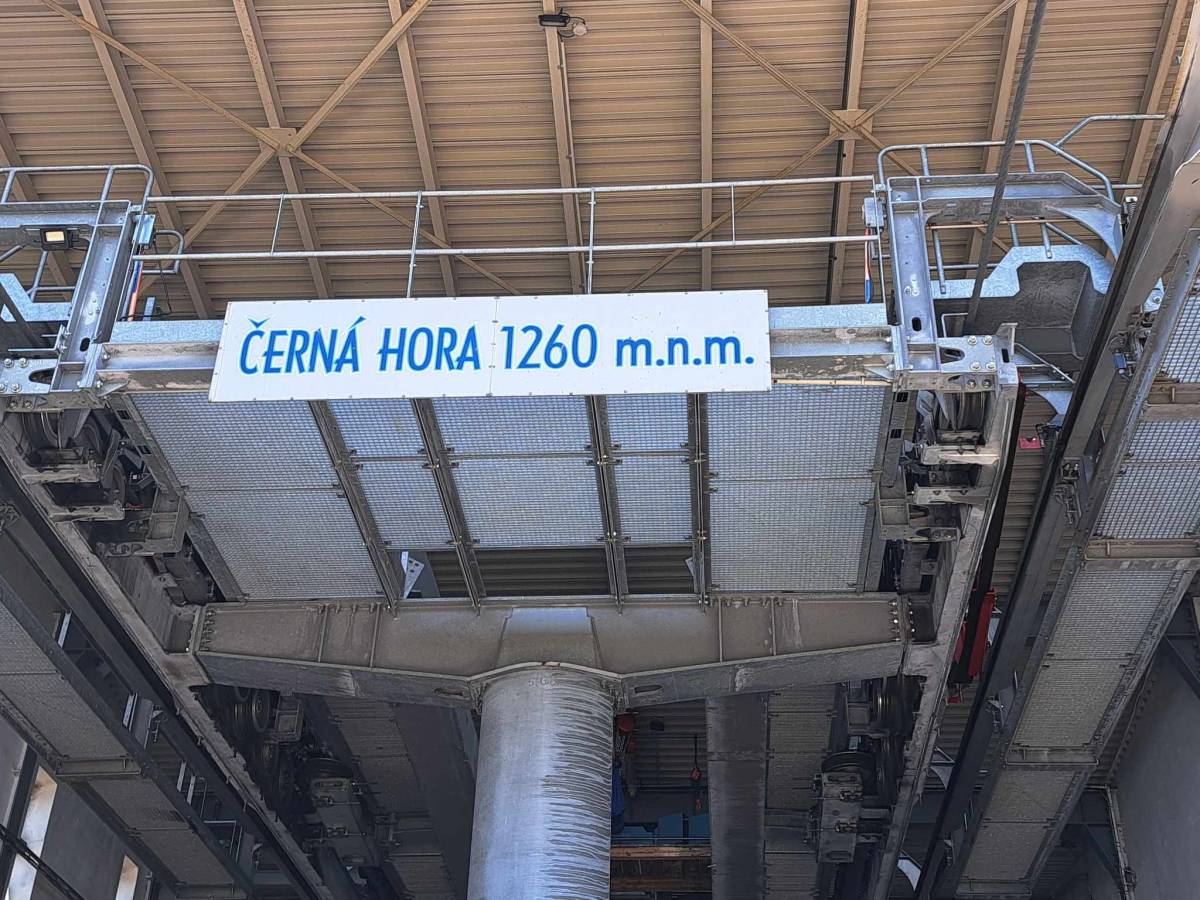 ČERNÁ HORA 1260 m.n.m.